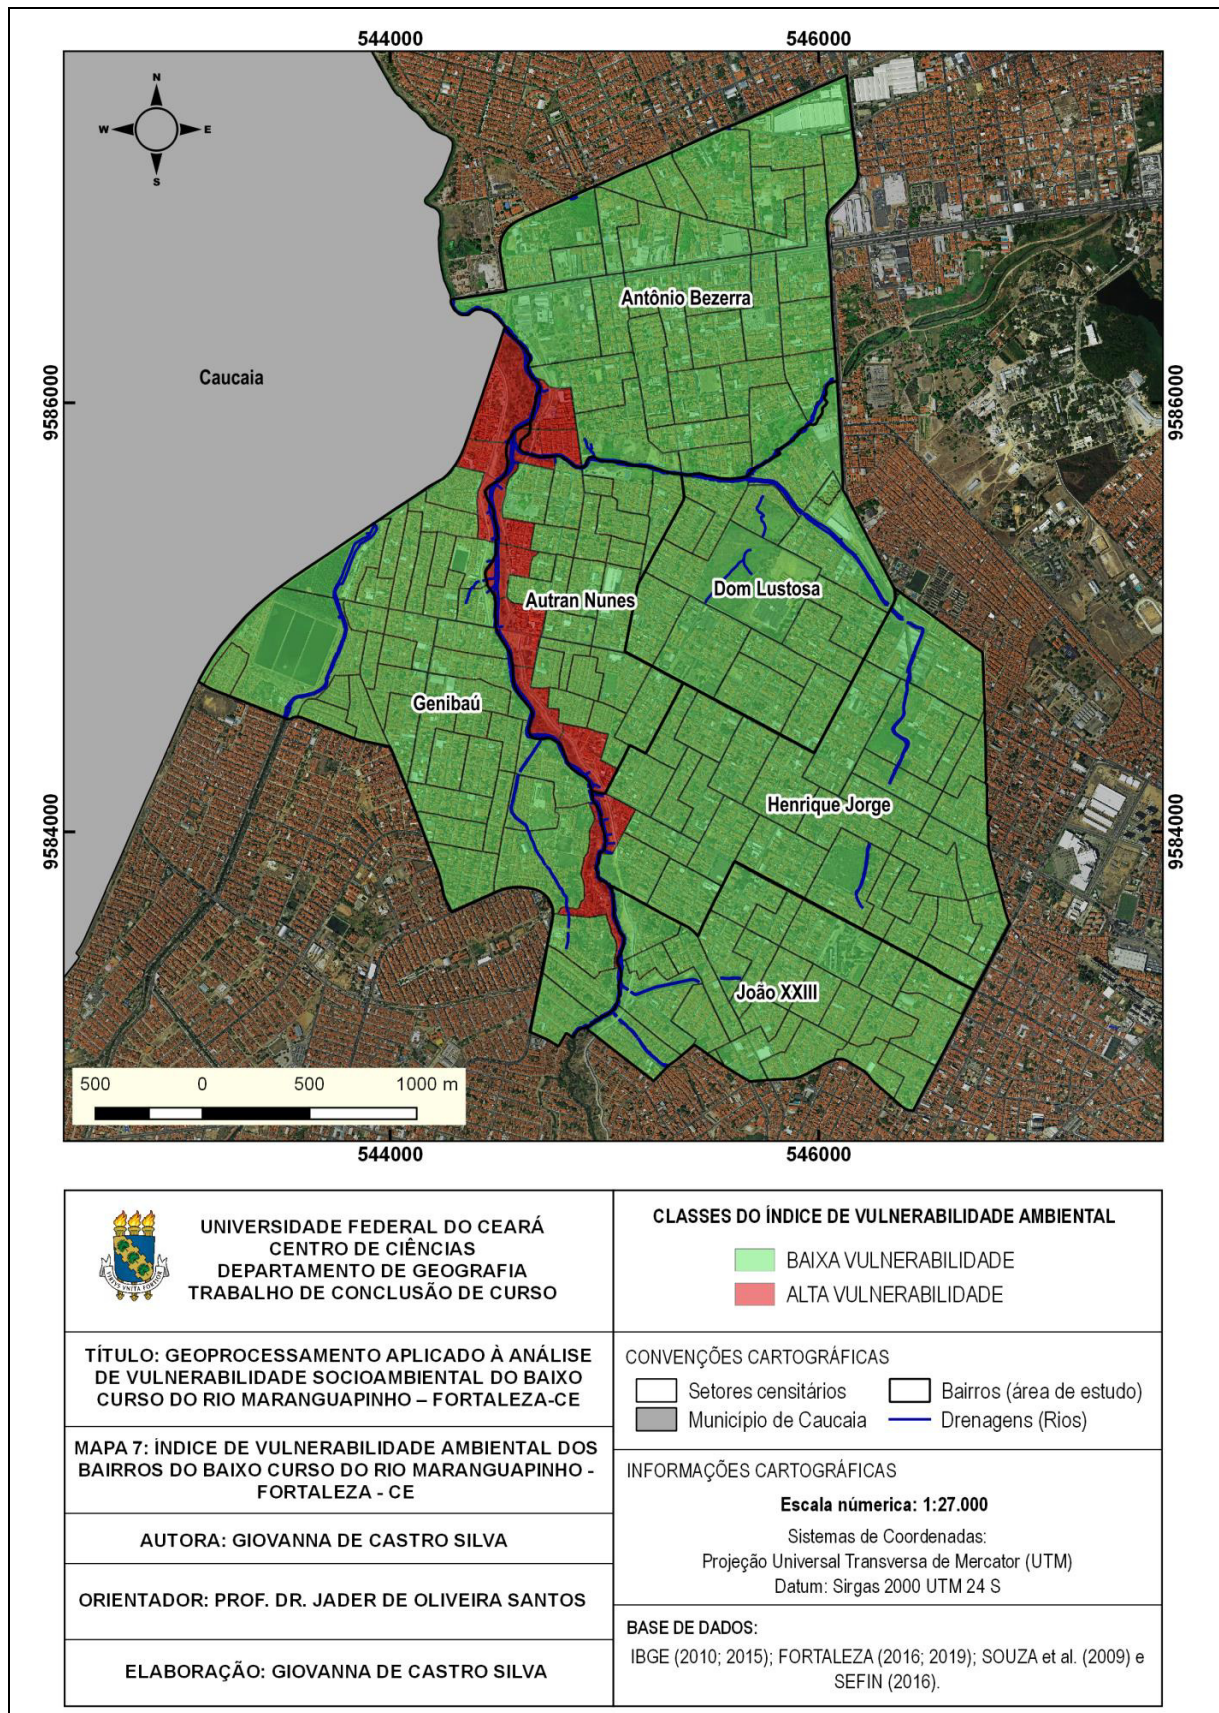 544000
546000
N
W
E
S
Antônio Bezerra
Caucaia
9586000
9586000
Dom Lustosa
Autran Nunes
Genibaú
Henrique Jorge
9584000
9584000
João XXIII
500
0
500
1000 m
544000
546000
UNIVERSIDADE FEDERAL DO CEARÁ
CENTRO DE CIÊNCIAS
DEPARTAMENTO DE GEOGRAFIA
TRABALHO DE CONCLUSÃO DE CURSO
CLASSES DO ÍNDICE DE VULNERABILIDADE AMBIENTAL
BAIXA VULNERABILIDADE
ALTA VULNERABILIDADE
TÍTULO: GEOPROCESSAMENTO APLICADO À ANÁLISE
DE VULNERABILIDADE SOCIOAMBIENTAL DO BAIXO
CURSO DO RIO MARANGUAPINHO – FORTALEZA-CE
CONVENÇÕES CARTOGRÁFICAS
Setores censitários
Bairros (área de estudo)
Município de Caucaia
Drenagens (Rios)
MAPA 7: ÍNDICE DE VULNERABILIDADE AMBIENTAL DOS
BAIRROS DO BAIXO CURSO DO RIO MARANGUAPINHO -
FORTALEZA - CE
INFORMAÇÕES CARTOGRÁFICAS
Escala númerica: 1:27.000
Sistemas de Coordenadas:
Projeção Universal Transversa de Mercator (UTM)
Datum: Sirgas 2000 UTM 24 S
AUTORA: GIOVANNA DE CASTRO SILVA
ORIENTADOR: PROF. DR. JADER DE OLIVEIRA SANTOS
BASE DE DADOS:
IBGE (2010; 2015); FORTALEZA (2016; 2019); SOUZA et al. (2009) e
SEFIN (2016).
ELABORAÇÃO: GIOVANNA DE CASTRO SILVA